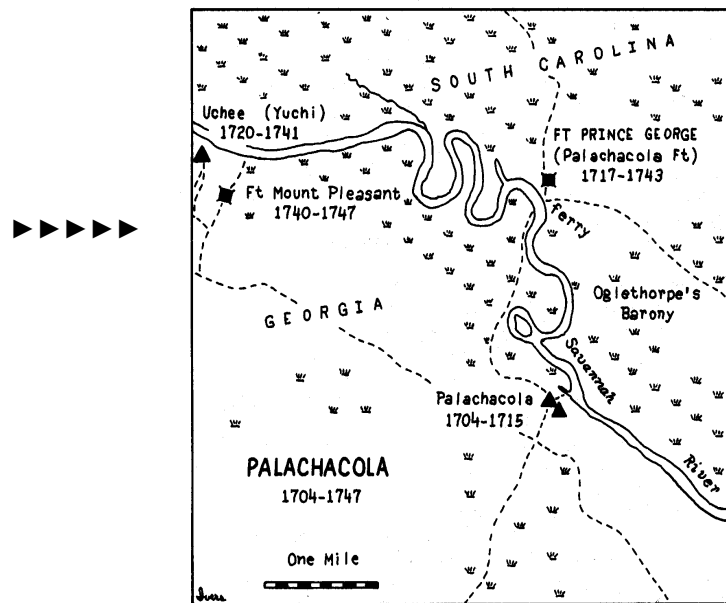 SOUTH CAROLINA
Uchee (Yuchi)
1720-1741
FT PRINCE GEORGE
(Palachacola Ft)
1717-1743
Ft Mount Pleasant
1740-1747
ferry
GEORGIA
Oglethorpe's
Barony
Savannah
River
Palachacola
1704-1715
PALACHACOLA
1704-1747
One Mile
Ivers